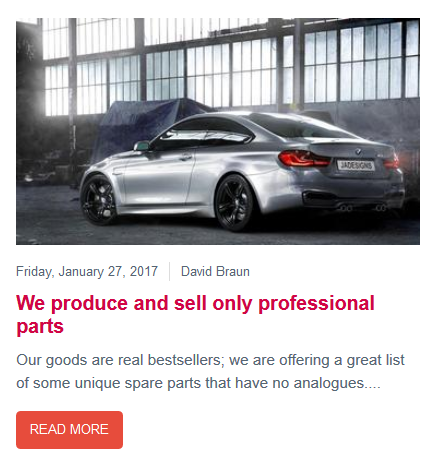 JADESIGNS
Friday, January 27, 2017
David Braun
We produce and sell only professional
parts
Our goods are real bestsellers; we are offering a great list
of some unique spare parts that have no analogues....
READ MORE